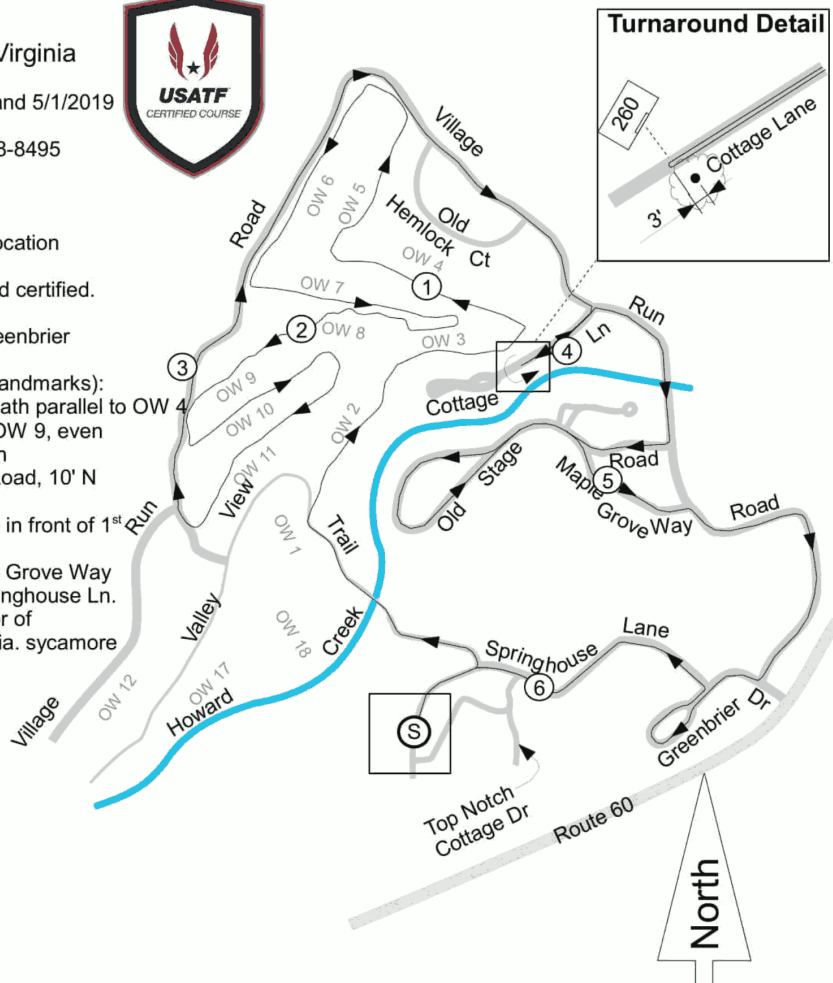 Virginia
and 5/1/2019
3-8495
ocation
d certified.
eenbrier
andmarks):
ath parallel to OW 4
OW 9, even
n
oad, 10' N
e in front of 1st
Grove Way
nghouse Ln.
or of
ia. sycamore
USATF
CERTIFIED COURSE
Turnaround Detail
260
Cottage Lane
3'
Village
Road
OW 6
OW 5
Hemlock Ct
Old
OW 4
1
OW 7
Run
2
OW 8
OW 3
Ln
4
3
OW 9
Cottage
OW 10
OW 2
OW 11
View
Stage
Road
Old
5
Maple
Grove Way
Road
Run
OW 1
Trail
Valley
Creek
OW 18
Lane
Springhouse
OW 17
6
OW 12
Howard
Village
S
Greenbrier Dr
Top Notch
Cottage Dr
Route 60
North